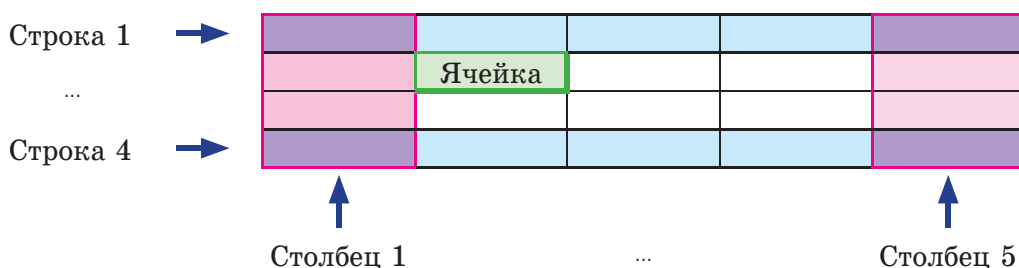 Строка 1
Ячейка
...
Строка 4
Столбец 1 ... Столбец 5